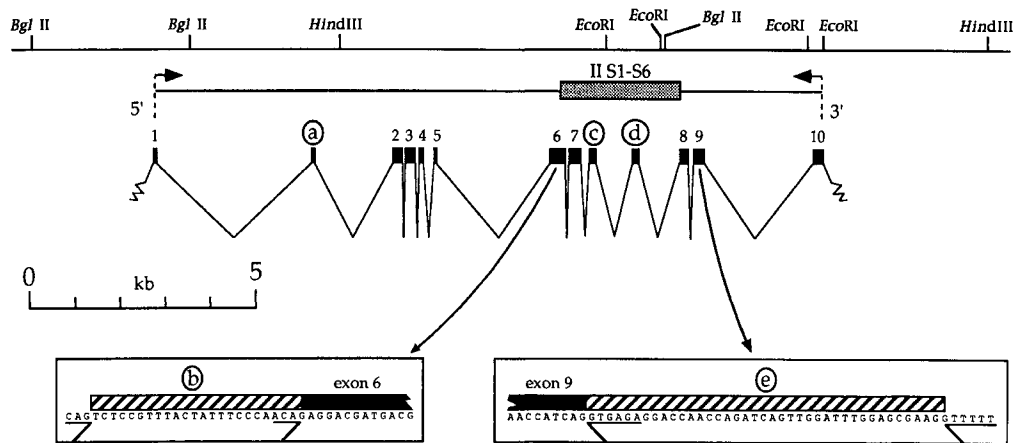 Bgl II Bgl II HindIII EcoRI EcoRI Bgl II EcoRI EcoRI HindIII
II S1-S6
5' 3'
1 a 2 3 4 5 6 7 c d 8 9 10
0 kb 5
b exon 6
CAGTCTCCGTTTACTATTTCCCAACAGAGGACGATGACG
exon 9 e
AACCATCAGGTGAGAGGACCAACCAGATCAGTTGGATTTGGAGCGAAGGTTTTT